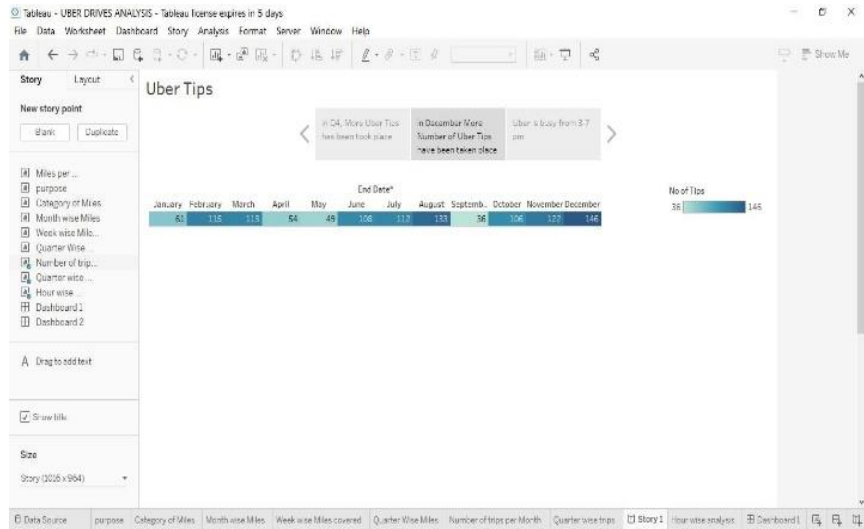 Tableau - UBER DRIVES ANALYSIS - Tableau license expires in 5 days
File Data Worksheet Dashboard Story Analysis Format Server Window Help
Show Me
Story Layout
New story point
Blank Duplicate
Miles per ...
purpose
Category of Miles
Month wise Miles
Week wise Mile...
Quarter Wise ...
Number of trip...
Quarter wise ...
Hour wise ...
Dashboard 1
Dashboard 2
A Drag to add text
Show title
Size
Story (1016 x 964)
Uber Tips
in Q4, More Uber Tips
has been took place
in December More
Number of Uber Tips
have been taken place
Uber is busy from 3-7
pm
End Date*
January February March April May June July August Septemb.. October November December
61 115 113 54 49 108 112 133 36 106 122 146
No of Tips
36 146
Data Source purpose Category of Miles Month wise Miles Week wise Miles covered Quarter Wise Miles Number of trips per Month Quarter wise trips Story 1 Hour wise analysis Dashboard 1